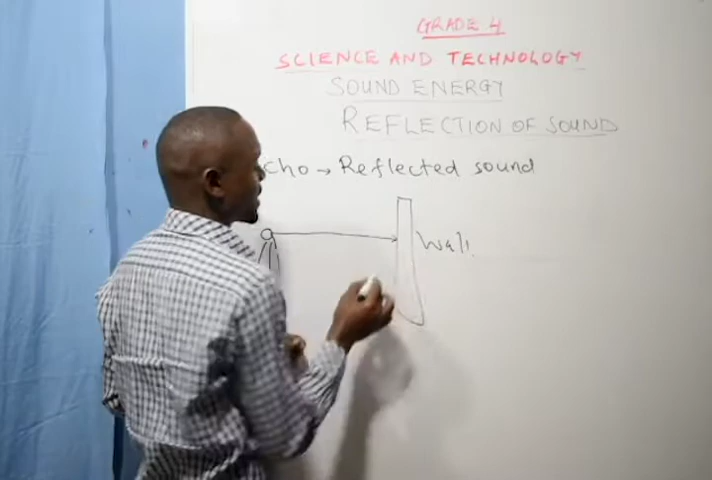 GRADE 4
SCIENCE AND TECHNOLOGY
SOUND ENERGY
REFLECTION OF SOUND
cho → Reflected sound
Wall